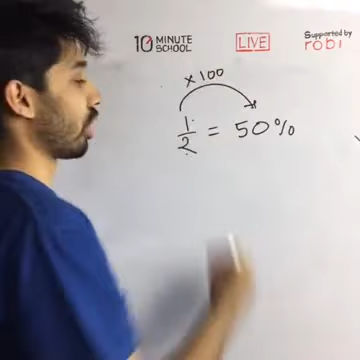 10 MINUTE SCHOOL
LIVE
Supported by
robi
× 100
1/2 = 50%